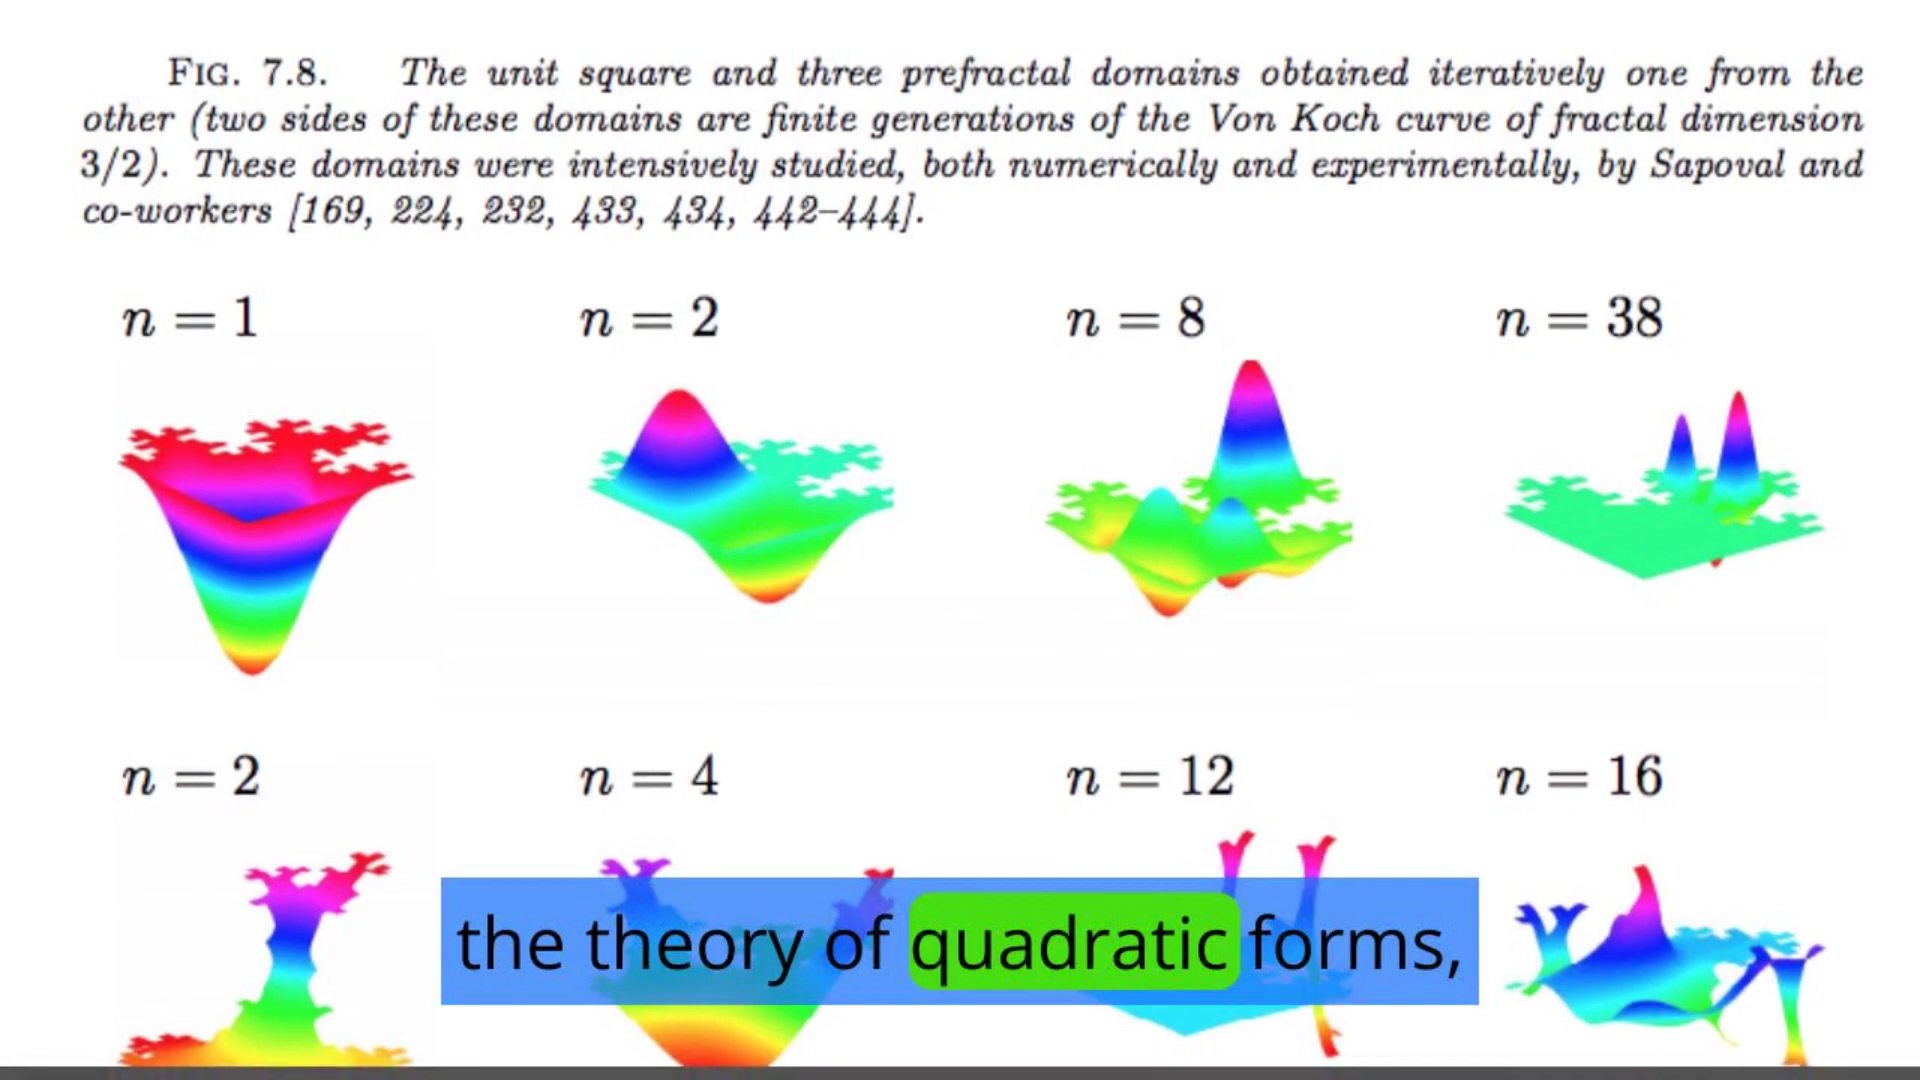 FIG. 7.8. The unit square and three prefractal domains obtained iteratively one from the
other (two sides of these domains are finite generations of the Von Koch curve of fractal dimension
3/2). These domains were intensively studied, both numerically and experimentally, by Sapoval and
co-workers [169, 224, 232, 433, 434, 442–444].
n = 1 n = 2 n = 8 n = 38
n = 2 n = 4 n = 12 n = 16
the theory of quadratic forms,